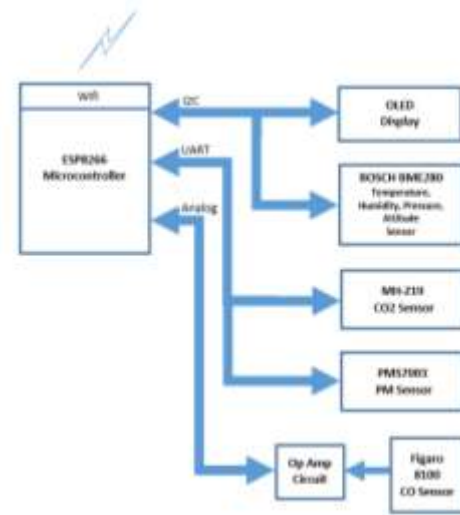 Wifi
ESP8266
Microcontroller
I2C
UART
Analog
OLED
Display
BOSCH BME280
Temperature,
Humidity, Pressure,
Altitude
Sensor
MH-Z19
CO2 Sensor
PMS7003
PM Sensor
Op Amp
Circuit
Figaro
CO Sensor